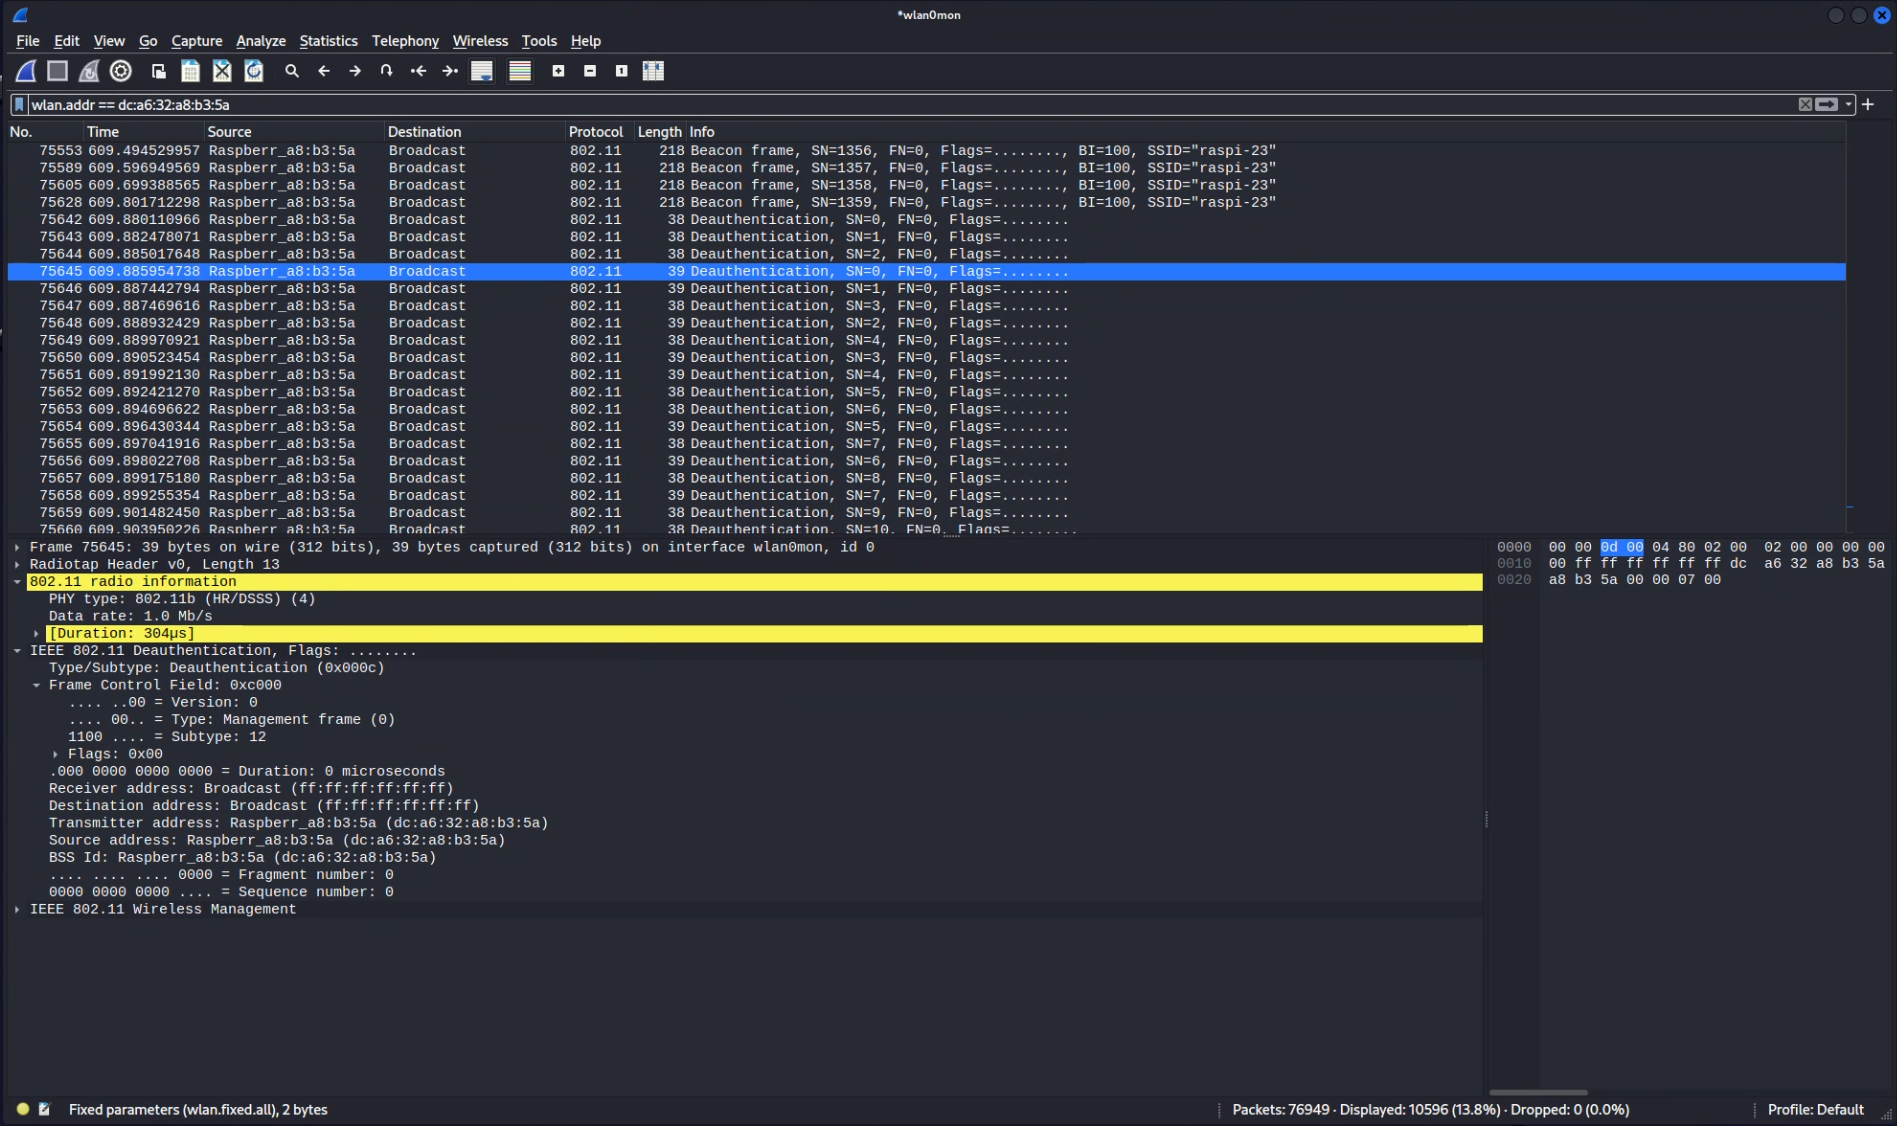 *wlan0mon
File Edit View Go Capture Analyze Statistics Telephony Wireless Tools Help
wlan.addr == dc:a6:32:a8:b3:5a
No. Time Source Destination Protocol Length Info
75553 609.494529957 Raspberr_a8:b3:5a Broadcast 802.11 218 Beacon frame, SN=1356, FN=0, Flags=........, BI=100, SSID="raspi-23"
75589 609.596949569 Raspberr_a8:b3:5a Broadcast 802.11 218 Beacon frame, SN=1357, FN=0, Flags=........, BI=100, SSID="raspi-23"
75605 609.699388565 Raspberr_a8:b3:5a Broadcast 802.11 218 Beacon frame, SN=1358, FN=0, Flags=........, BI=100, SSID="raspi-23"
75628 609.801712298 Raspberr_a8:b3:5a Broadcast 802.11 218 Beacon frame, SN=1359, FN=0, Flags=........, BI=100, SSID="raspi-23"
75642 609.880110966 Raspberr_a8:b3:5a Broadcast 802.11 38 Deauthentication, SN=0, FN=0, Flags=........
75643 609.882478071 Raspberr_a8:b3:5a Broadcast 802.11 38 Deauthentication, SN=1, FN=0, Flags=........
75644 609.885017648 Raspberr_a8:b3:5a Broadcast 802.11 38 Deauthentication, SN=2, FN=0, Flags=........
75645 609.885954738 Raspberr_a8:b3:5a Broadcast 802.11 39 Deauthentication, SN=0, FN=0, Flags=........
75646 609.887442794 Raspberr_a8:b3:5a Broadcast 802.11 39 Deauthentication, SN=1, FN=0, Flags=........
75647 609.887469616 Raspberr_a8:b3:5a Broadcast 802.11 38 Deauthentication, SN=3, FN=0, Flags=........
75648 609.888932429 Raspberr_a8:b3:5a Broadcast 802.11 39 Deauthentication, SN=2, FN=0, Flags=........
75649 609.889970921 Raspberr_a8:b3:5a Broadcast 802.11 38 Deauthentication, SN=4, FN=0, Flags=........
75650 609.890523454 Raspberr_a8:b3:5a Broadcast 802.11 39 Deauthentication, SN=3, FN=0, Flags=........
75651 609.891992130 Raspberr_a8:b3:5a Broadcast 802.11 39 Deauthentication, SN=4, FN=0, Flags=........
75652 609.892421270 Raspberr_a8:b3:5a Broadcast 802.11 38 Deauthentication, SN=5, FN=0, Flags=........
75653 609.894696622 Raspberr_a8:b3:5a Broadcast 802.11 38 Deauthentication, SN=6, FN=0, Flags=........
75654 609.896430344 Raspberr_a8:b3:5a Broadcast 802.11 39 Deauthentication, SN=5, FN=0, Flags=........
75655 609.897041916 Raspberr_a8:b3:5a Broadcast 802.11 38 Deauthentication, SN=7, FN=0, Flags=........
75656 609.898022708 Raspberr_a8:b3:5a Broadcast 802.11 39 Deauthentication, SN=6, FN=0, Flags=........
75657 609.899175180 Raspberr_a8:b3:5a Broadcast 802.11 38 Deauthentication, SN=8, FN=0, Flags=........
75658 609.899255354 Raspberr_a8:b3:5a Broadcast 802.11 39 Deauthentication, SN=7, FN=0, Flags=........
75659 609.901482450 Raspberr_a8:b3:5a Broadcast 802.11 38 Deauthentication, SN=9, FN=0, Flags=........
75660 609.903950226 Raspberr_a8:b3:5a Broadcast 802.11 38 Deauthentication, SN=10, FN=0, Flags=........
Frame 75645: 39 bytes on wire (312 bits), 39 bytes captured (312 bits) on interface wlan0mon, id 0
Radiotap Header v0, Length 13
802.11 radio information
PHY type: 802.11b (HR/DSSS) (4)
Data rate: 1.0 Mb/s
[Duration: 304µs]
IEEE 802.11 Deauthentication, Flags: ........
Type/Subtype: Deauthentication (0x000c)
Frame Control Field: 0xc000
.... ..00 = Version: 0
.... 00.. = Type: Management frame (0)
1100 .... = Subtype: 12
Flags: 0x00
.000 0000 0000 0000 = Duration: 0 microseconds
Receiver address: Broadcast (ff:ff:ff:ff:ff:ff)
Destination address: Broadcast (ff:ff:ff:ff:ff:ff)
Transmitter address: Raspberr_a8:b3:5a (dc:a6:32:a8:b3:5a)
Source address: Raspberr_a8:b3:5a (dc:a6:32:a8:b3:5a)
BSS Id: Raspberr_a8:b3:5a (dc:a6:32:a8:b3:5a)
.... .... .... 0000 = Fragment number: 0
0000 0000 0000 .... = Sequence number: 0
IEEE 802.11 Wireless Management
0000 00 00 0d 00 04 80 02 00 02 00 00 00 00
0010 00 ff ff ff ff ff ff dc a6 32 a8 b3 5a
0020 a8 b3 5a 00 00 07 00
Fixed parameters (wlan.fixed.all), 2 bytes
Packets: 76949 · Displayed: 10596 (13.8%) · Dropped: 0 (0.0%)
Profile: Default